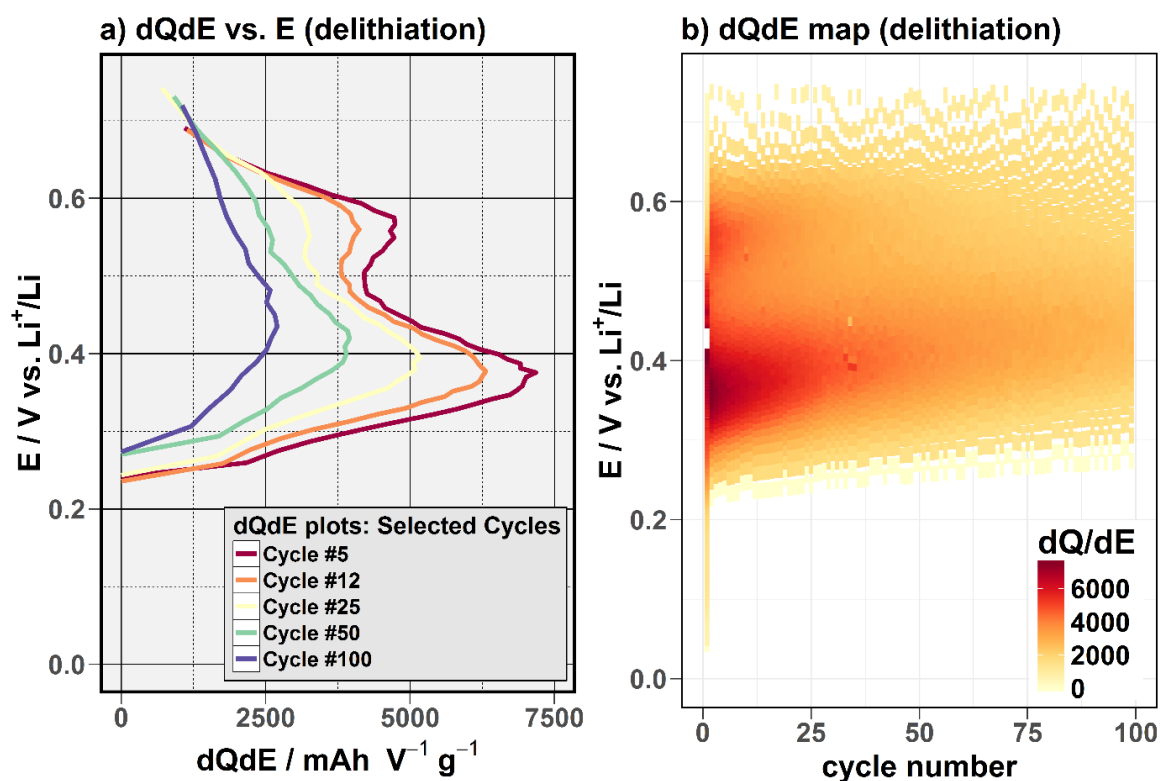 a) dQdE vs. E (delithiation)
E / V vs. Li⁺/Li
0.6
0.4
0.2
0.0
dQdE plots: Selected Cycles
Cycle #5
Cycle #12
Cycle #25
Cycle #50
Cycle #100
0 2500 5000 7500
dQdE / mAh V⁻¹ g⁻¹
b) dQdE map (delithiation)
E / V vs. Li⁺/Li
0.6
0.4
0.2
0.0
dQ/dE
6000
4000
2000
0
0 25 50 75 100
cycle number